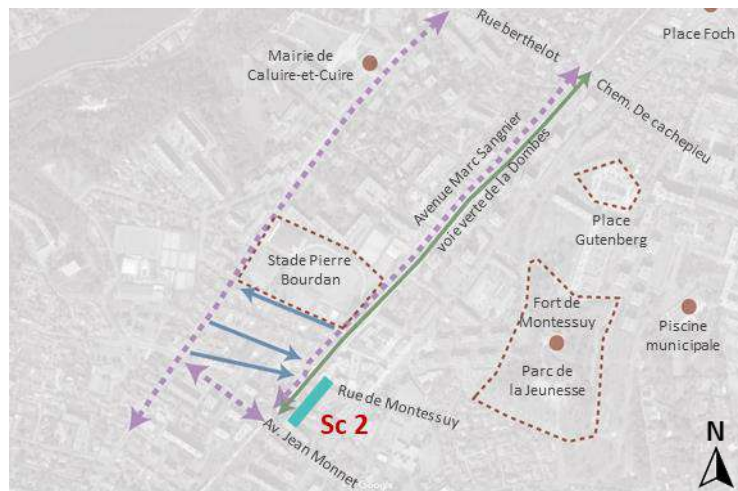 Rue berthelot
Place Foch
Mairie de
Caluire-et-Cuire
Chem. De cachepieu
Avenue Marc Sangnier
voie verte de la Dombes
Place
Gutenberg
Stade Pierre
Bourdan
Fort de
Montessuy
Piscine
municipale
Parc de
la Jeunesse
Rue de Montessuy
Sc 2
Av. Jean Monnet
N
Google